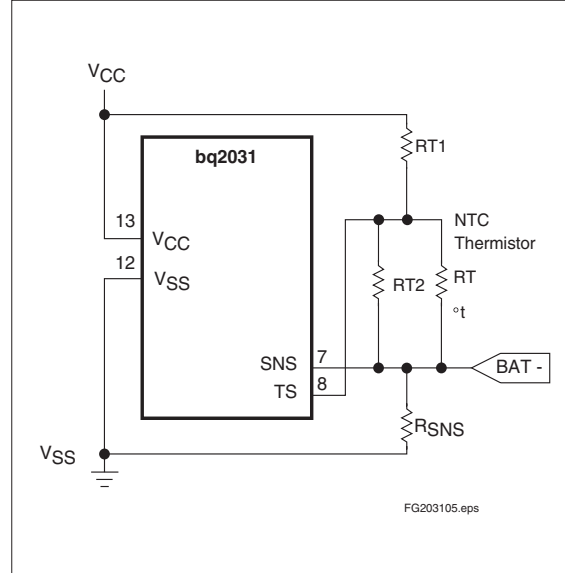 VCC
bq2031
RT1
13
VCC
12
VSS
NTC
Thermistor
RT2
RT
°t
SNS
7
TS
8
BAT -
RSNS
VSS
FG203105.eps